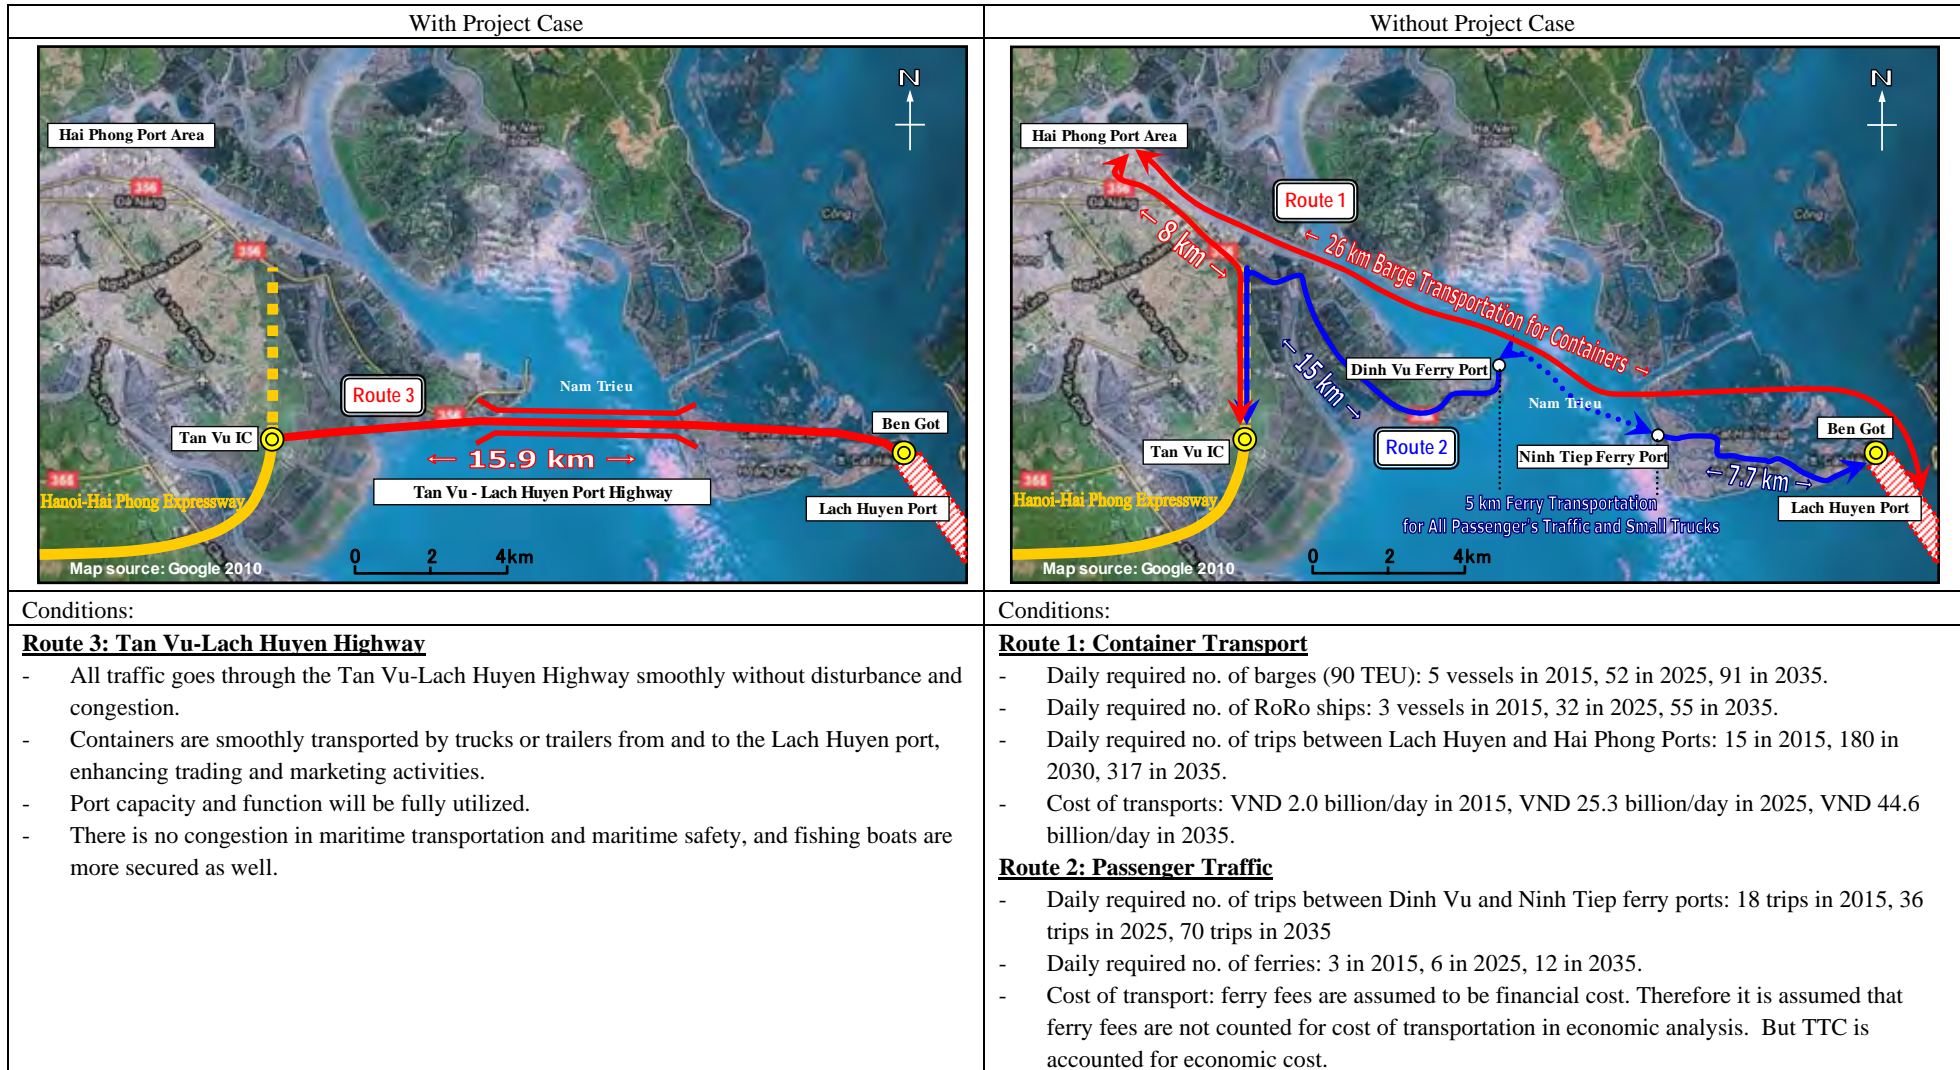 With Project Case
Without Project Case
N
Hai Phong Port Area
356
Đà Nẵng
356
Công
Route 3
Nam Trieu
356
Tan Vu IC
Ben Got
← 15.9 km →
Tan Vu - Lach Huyen Port Highway
Hanoi-Hai Phong Expressway
Lach Huyen Port
0 2 4km
Map source: Google 2010
N
Hai Phong Port Area
356
Đà Nẵng
Route 1
← 8 km →
← 26 km Barge Transportation for Containers →
Công
← 15 km →
Dinh Vu Ferry Port
Nam Trieu
Route 2
Tan Vu IC
Ben Got
Ninh Tiep Ferry Port
← 7.7 km →
Hanoi-Hai Phong Expressway
5 km Ferry Transportation
for All Passenger's Traffic and Small Trucks
Lach Huyen Port
0 2 4km
Map source: Google 2010
Conditions:
Route 3: Tan Vu-Lach Huyen Highway
- All traffic goes through the Tan Vu-Lach Huyen Highway smoothly without disturbance and
congestion.
- Containers are smoothly transported by trucks or trailers from and to the Lach Huyen port,
enhancing trading and marketing activities.
- Port capacity and function will be fully utilized.
- There is no congestion in maritime transportation and maritime safety, and fishing boats are
more secured as well.
Conditions:
Route 1: Container Transport
- Daily required no. of barges (90 TEU): 5 vessels in 2015, 52 in 2025, 91 in 2035.
- Daily required no. of RoRo ships: 3 vessels in 2015, 32 in 2025, 55 in 2035.
- Daily required no. of trips between Lach Huyen and Hai Phong Ports: 15 in 2015, 180 in
2030, 317 in 2035.
- Cost of transports: VND 2.0 billion/day in 2015, VND 25.3 billion/day in 2025, VND 44.6
billion/day in 2035.
Route 2: Passenger Traffic
- Daily required no. of trips between Dinh Vu and Ninh Tiep ferry ports: 18 trips in 2015, 36
trips in 2025, 70 trips in 2035
- Daily required no. of ferries: 3 in 2015, 6 in 2025, 12 in 2035.
- Cost of transport: ferry fees are assumed to be financial cost. Therefore it is assumed that
ferry fees are not counted for cost of transportation in economic analysis.  But TTC is
accounted for economic cost.